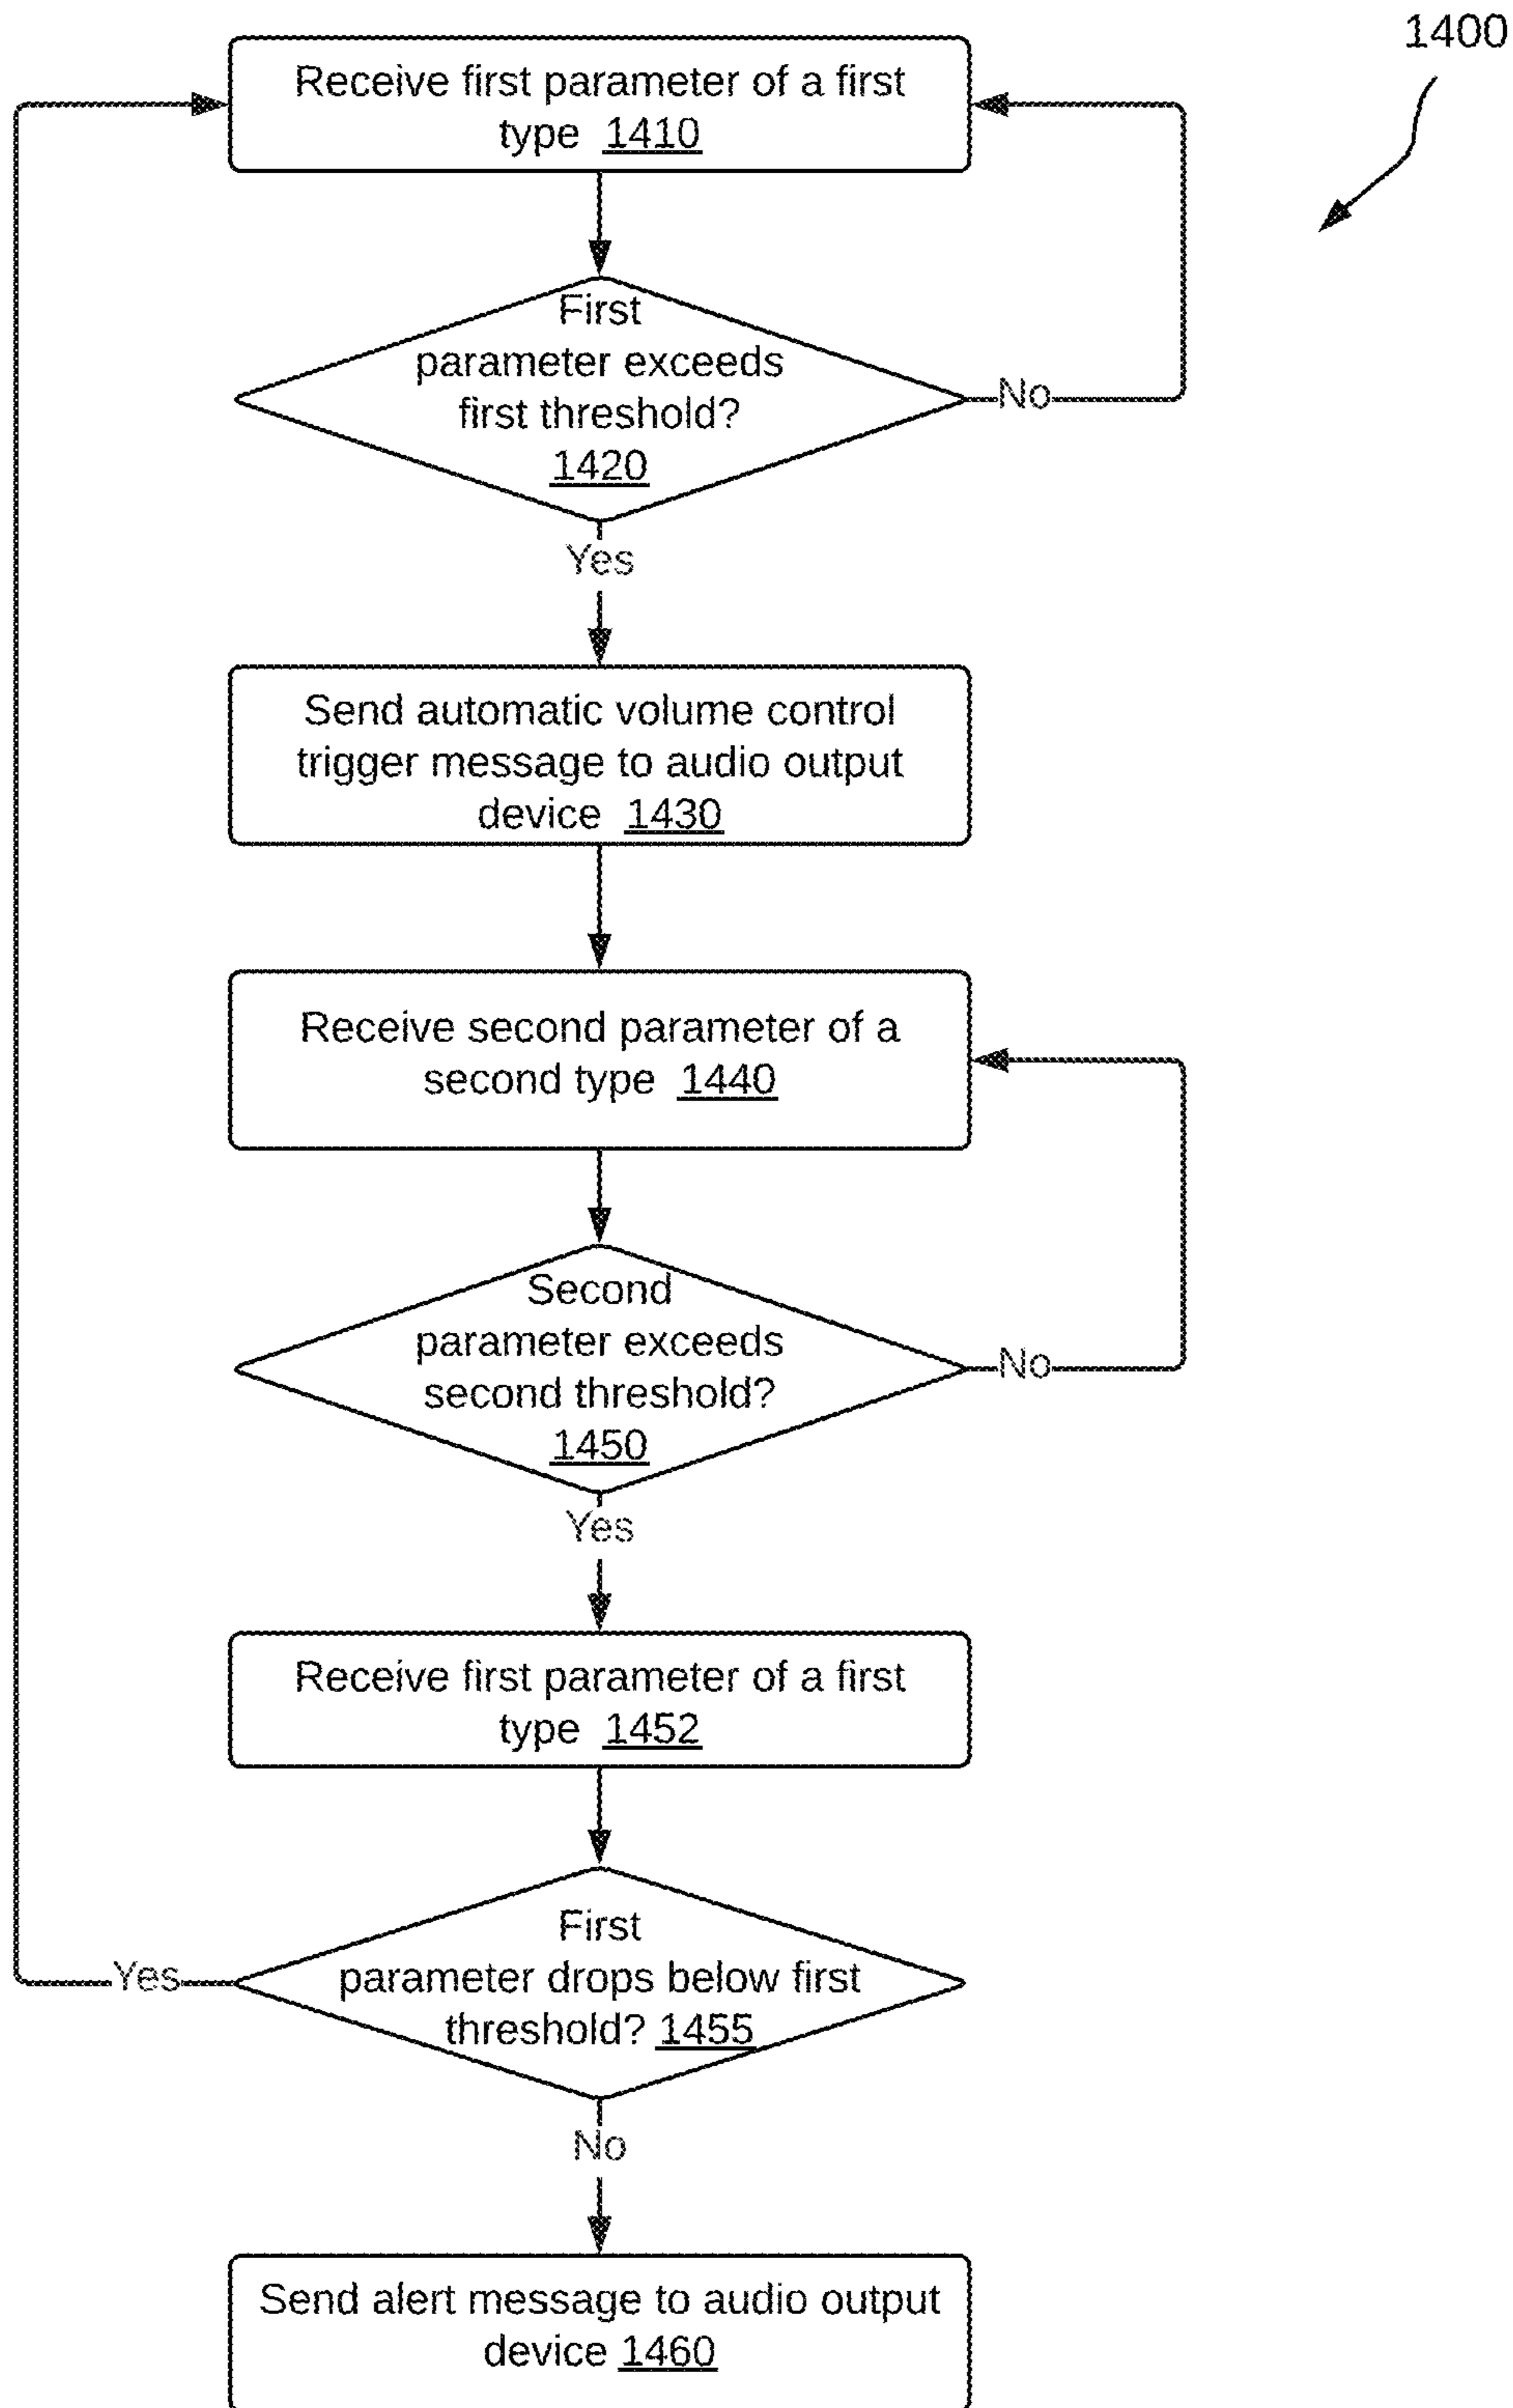 1400
Receive first parameter of a first
type 1410
First
parameter exceeds
first threshold?
1420
No
Yes
Send automatic volume control
trigger message to audio output
device 1430
Receive second parameter of a
second type 1440
Second
parameter exceeds
second threshold?
1450
No
Yes
Receive first parameter of a first
type 1452
First
parameter drops below first
threshold? 1455
Yes
No
Send alert message to audio output
device 1460